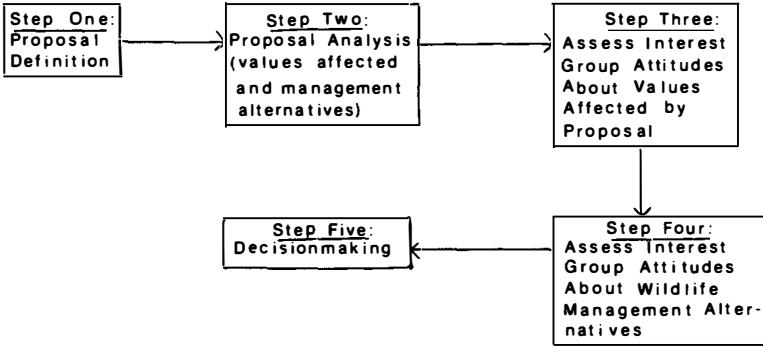 Step One:
Proposal
Definition
Step Two:
Proposal Analysis
(values affected
and management
alternatives)
Step Three:
Assess Interest
Group Attitudes
About Values
Affected by
Proposal
Step Four:
Assess Interest
Group Attitudes
About Wildlife
Management Alter-
natives
Step Five:
Decisionmaking